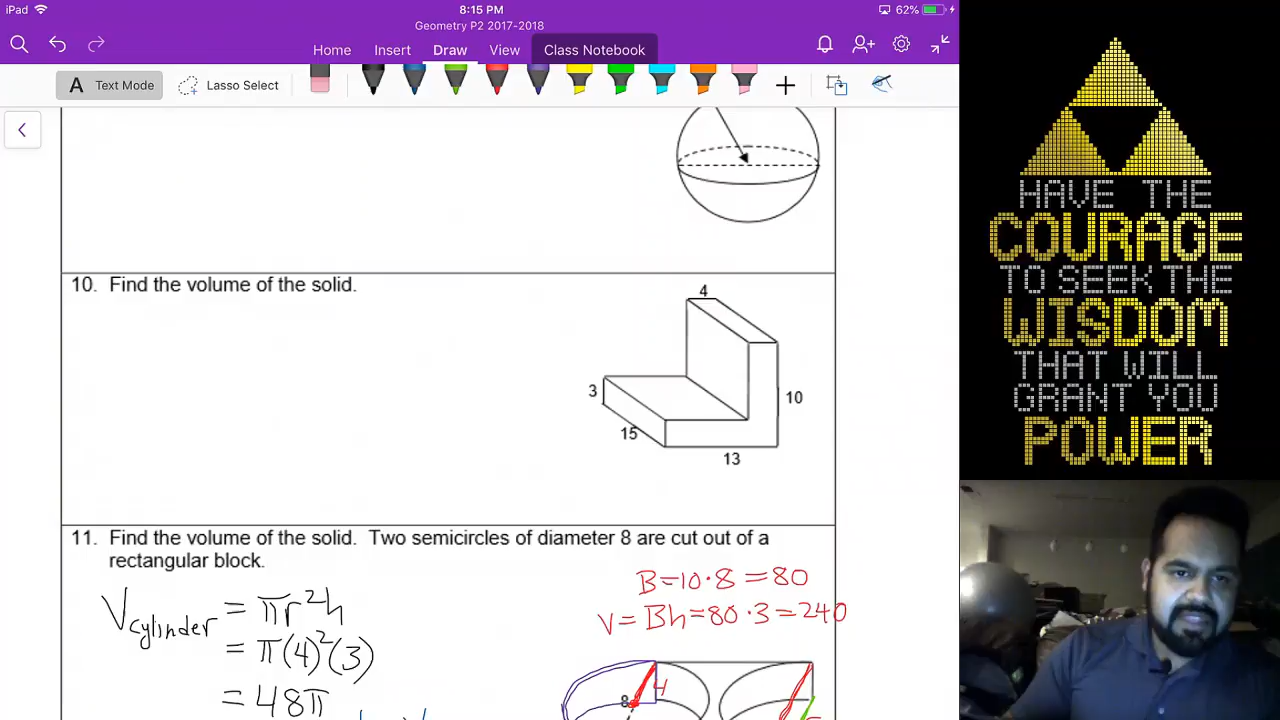 iPad
8:15 PM
62%
Geometry P2 2017-2018
Home Insert Draw View Class Notebook
A Text Mode Lasso Select
10. Find the volume of the solid.
4
3
10
15
13
11. Find the volume of the solid. Two semicircles of diameter 8 are cut out of a
rectangular block.
B=10·8=80
V=Bh=80·3=240
Vcylinder = πr²h
= π(4)²(3)
= 48π
8
4
HAVE THE
COURAGE
TO SEEK THE
WISDOM
THAT WILL
GRANT YOU
POWER